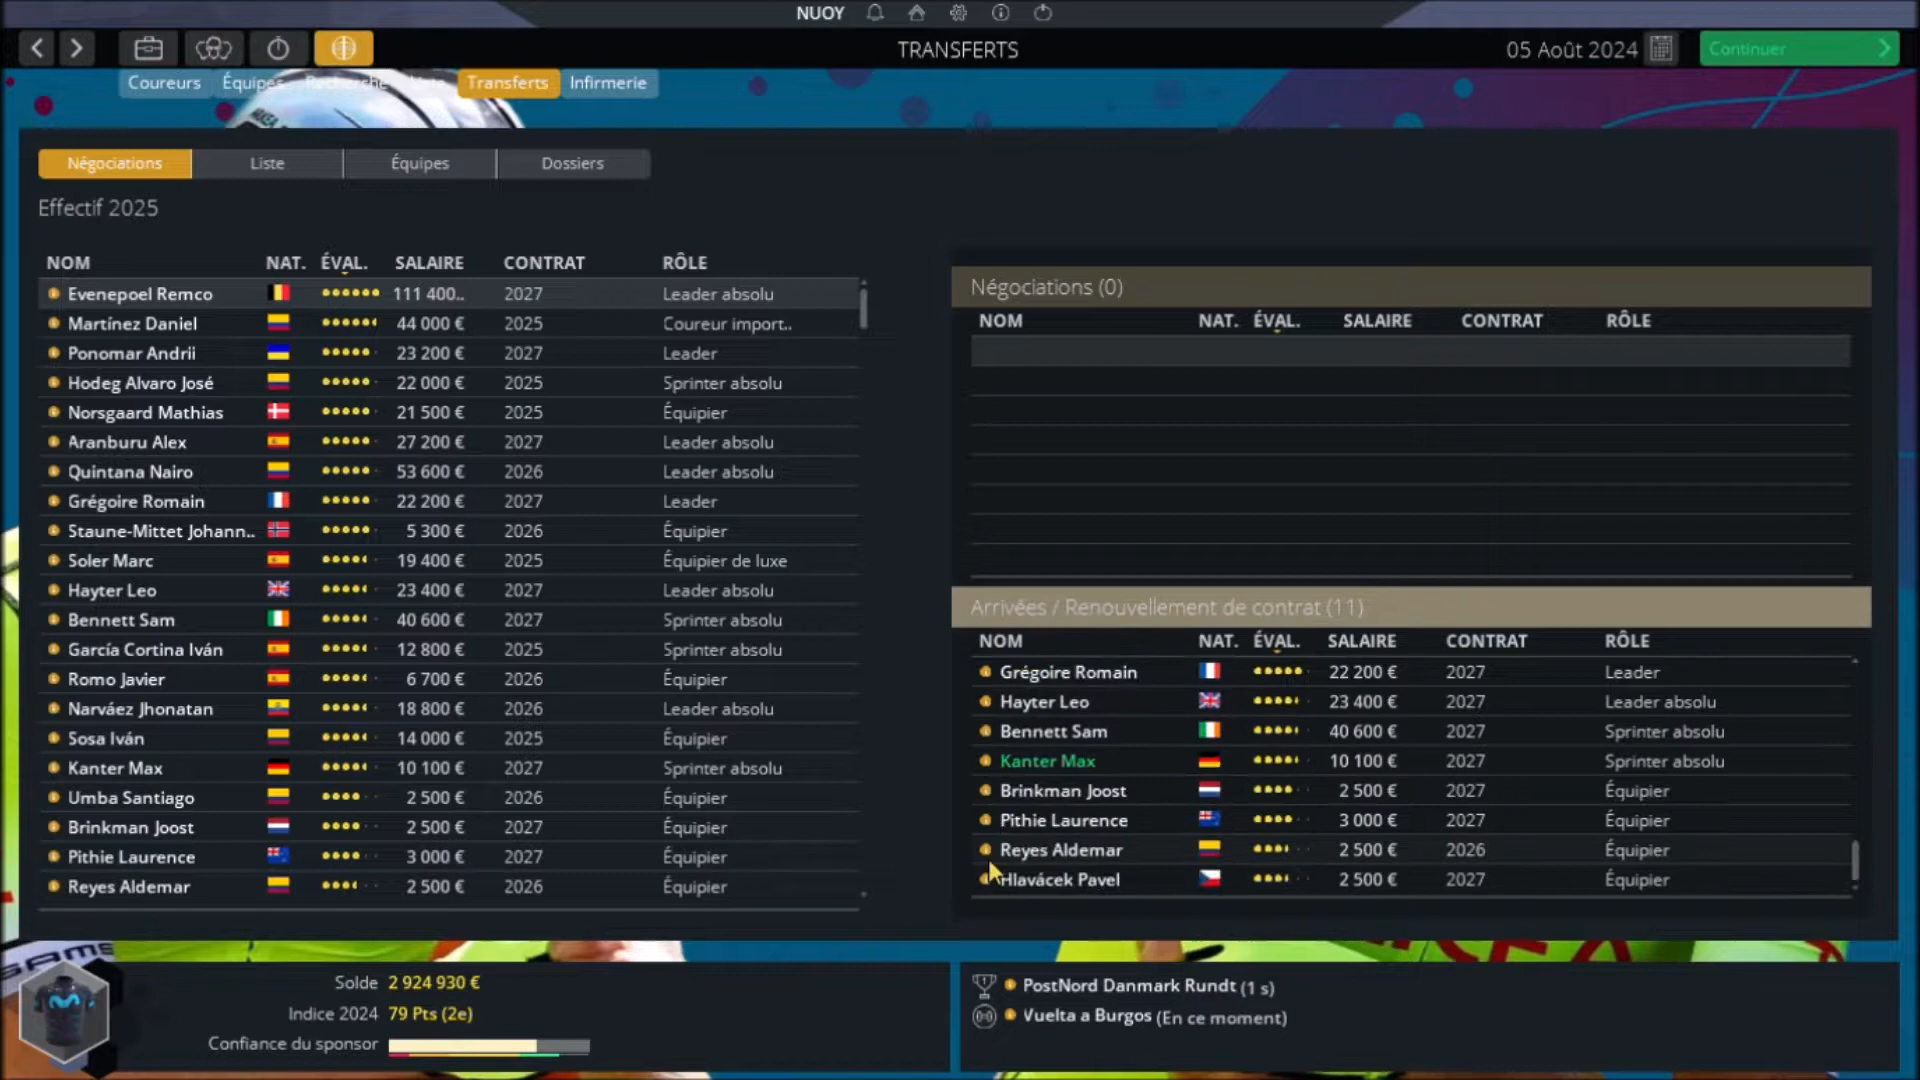 NUOY
TRANSFERTS
05 Août 2024
Continuer
Coureurs Équipes Recherche Transferts Infirmerie
Négociations Liste Équipes Dossiers
Effectif 2025
NOM NAT. ÉVAL. SALAIRE CONTRAT RÔLE
Evenepoel Remco 111 400.. 2027 Leader absolu
Martínez Daniel 44 000 € 2025 Coureur import..
Ponomar Andrii 23 200 € 2027 Leader
Hodeg Alvaro José 22 000 € 2025 Sprinter absolu
Norsgaard Mathias 21 500 € 2025 Équipier
Aranburu Alex 27 200 € 2027 Leader absolu
Quintana Nairo 53 600 € 2026 Leader absolu
Grégoire Romain 22 200 € 2027 Leader
Staune-Mittet Johann.. 5 300 € 2026 Équipier
Soler Marc 19 400 € 2025 Équipier de luxe
Hayter Leo 23 400 € 2027 Leader absolu
Bennett Sam 40 600 € 2027 Sprinter absolu
García Cortina Iván 12 800 € 2025 Sprinter absolu
Romo Javier 6 700 € 2026 Équipier
Narváez Jhonatan 18 800 € 2026 Leader absolu
Sosa Iván 14 000 € 2025 Équipier
Kanter Max 10 100 € 2027 Sprinter absolu
Umba Santiago 2 500 € 2026 Équipier
Brinkman Joost 2 500 € 2027 Équipier
Pithie Laurence 3 000 € 2027 Équipier
Reyes Aldemar 2 500 € 2026 Équipier
Négociations (0)
NOM NAT. ÉVAL. SALAIRE CONTRAT RÔLE
Arrivées / Renouvellement de contrat (11)
NOM NAT. ÉVAL. SALAIRE CONTRAT RÔLE
Grégoire Romain 22 200 € 2027 Leader
Hayter Leo 23 400 € 2027 Leader absolu
Bennett Sam 40 600 € 2027 Sprinter absolu
Kanter Max 10 100 € 2027 Sprinter absolu
Brinkman Joost 2 500 € 2027 Équipier
Pithie Laurence 3 000 € 2027 Équipier
Reyes Aldemar 2 500 € 2026 Équipier
Hlavácek Pavel 2 500 € 2027 Équipier
Solde 2 924 930 €
Indice 2024 79 Pts (2e)
Confiance du sponsor
PostNord Danmark Rundt (1 s)
Vuelta a Burgos (En ce moment)